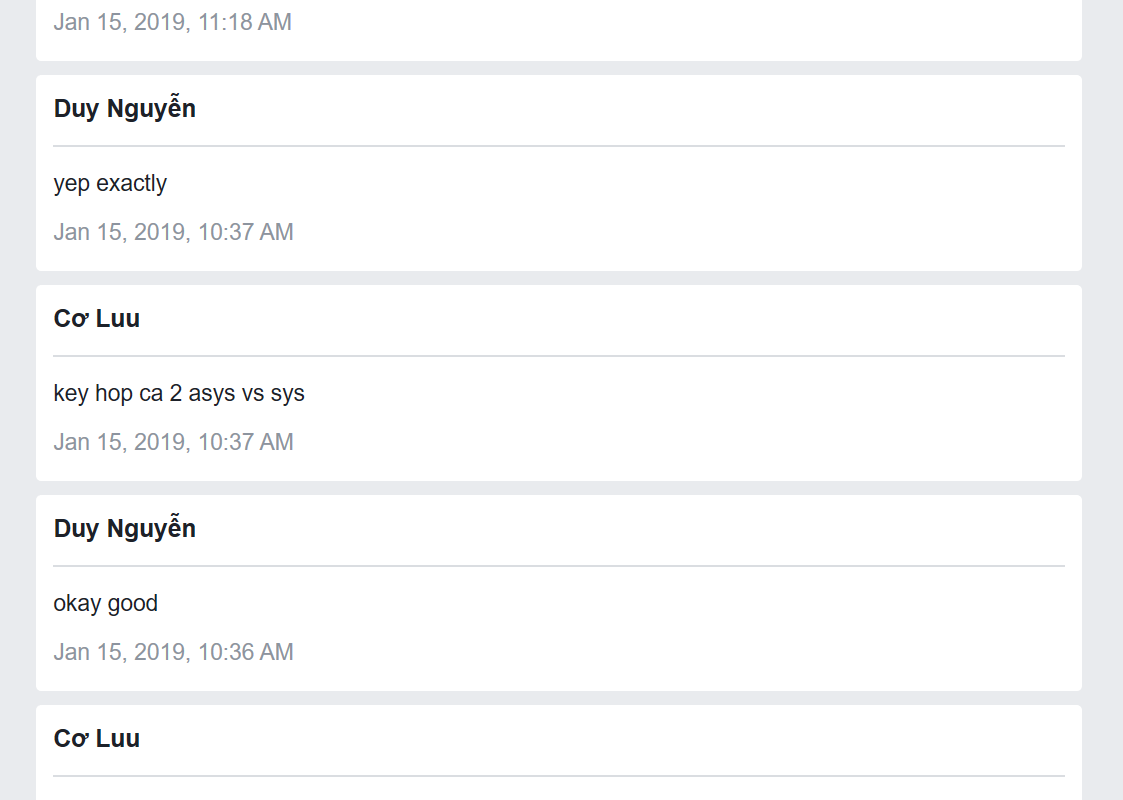 Jan 15, 2019, 11:18 AM
Duy Nguyễn
yep exactly
Jan 15, 2019, 10:37 AM
Cơ Luu
key hop ca 2 asys vs sys
Jan 15, 2019, 10:37 AM
Duy Nguyễn
okay good
Jan 15, 2019, 10:36 AM
Cơ Luu